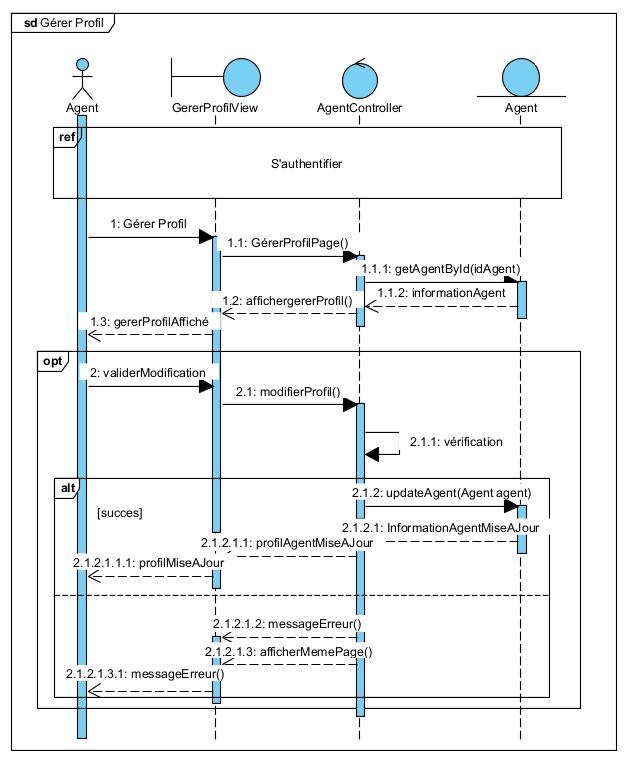 sd Gérer Profil
Agent
GererProfilView
AgentController
Agent
ref
S'authentifier
1: Gérer Profil
1.1: GérerProfilPage()
1.1.1: getAgentById(idAgent)
1.1.2: informationAgent
1.2: affichergererProfil()
1.3: gererProfilAffiché
opt
2: validerModification
2.1: modifierProfil()
2.1.1: vérification
alt
2.1.2: updateAgent(Agent agent)
[succes]
2.1.2.1: InformationAgentMiseAJour
2.1.2.1.1: profilAgentMiseAJour
2.1.2.1.1.1: profilMiseAJour
2.1.2.1.2: messageErreur()
2.1.2.1.3: afficherMemePage()
2.1.2.1.3.1: messageErreur()